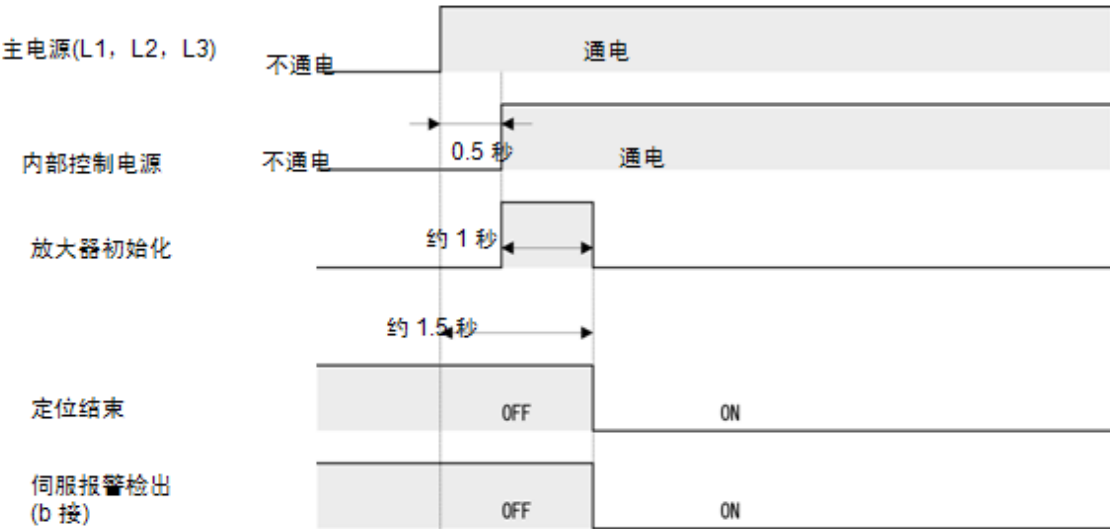 主电源(L1，L2，L3)
不通电
通电
内部控制电源
不通电
0.5 秒
通电
放大器初始化
约 1 秒
约 1.5 秒
定位结束
OFF
ON
伺服报警检出
(b 接)
OFF
ON